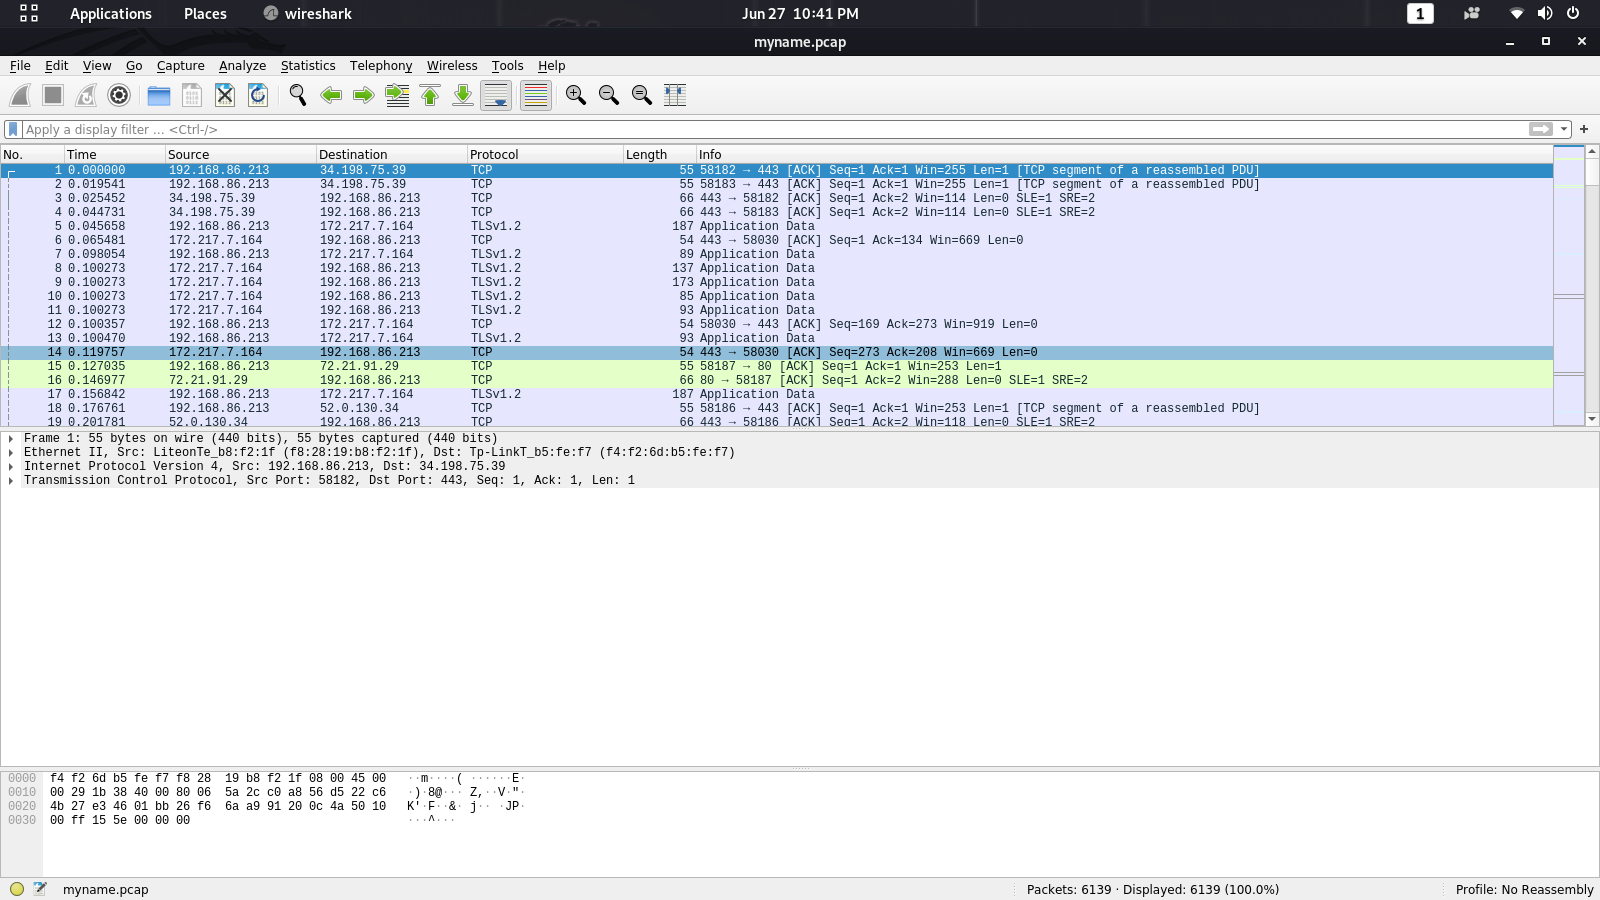 Applications Places wireshark Jun 27 10:41 PM 1
myname.pcap
File Edit View Go Capture Analyze Statistics Telephony Wireless Tools Help
Apply a display filter ... <Ctrl-/>
No. Time Source Destination Protocol Length Info
1 0.000000 192.168.86.213 34.198.75.39 TCP 55 58182 → 443 [ACK] Seq=1 Ack=1 Win=255 Len=1 [TCP segment of a reassembled PDU]
2 0.019541 192.168.86.213 34.198.75.39 TCP 55 58183 → 443 [ACK] Seq=1 Ack=1 Win=255 Len=1 [TCP segment of a reassembled PDU]
3 0.025452 34.198.75.39 192.168.86.213 TCP 66 443 → 58182 [ACK] Seq=1 Ack=2 Win=114 Len=0 SLE=1 SRE=2
4 0.044731 34.198.75.39 192.168.86.213 TCP 66 443 → 58183 [ACK] Seq=1 Ack=2 Win=114 Len=0 SLE=1 SRE=2
5 0.045658 192.168.86.213 172.217.7.164 TLSv1.2 187 Application Data
6 0.065481 172.217.7.164 192.168.86.213 TCP 54 443 → 58030 [ACK] Seq=1 Ack=134 Win=669 Len=0
7 0.098054 192.168.86.213 172.217.7.164 TLSv1.2 89 Application Data
8 0.100273 172.217.7.164 192.168.86.213 TLSv1.2 137 Application Data
9 0.100273 172.217.7.164 192.168.86.213 TLSv1.2 173 Application Data
10 0.100273 172.217.7.164 192.168.86.213 TLSv1.2 85 Application Data
11 0.100273 172.217.7.164 192.168.86.213 TLSv1.2 93 Application Data
12 0.100357 192.168.86.213 172.217.7.164 TCP 54 58030 → 443 [ACK] Seq=169 Ack=273 Win=919 Len=0
13 0.100470 192.168.86.213 172.217.7.164 TLSv1.2 93 Application Data
14 0.119757 172.217.7.164 192.168.86.213 TCP 54 443 → 58030 [ACK] Seq=273 Ack=208 Win=669 Len=0
15 0.127035 192.168.86.213 72.21.91.29 TCP 55 58187 → 80 [ACK] Seq=1 Ack=1 Win=253 Len=1
16 0.146977 72.21.91.29 192.168.86.213 TCP 66 80 → 58187 [ACK] Seq=1 Ack=2 Win=288 Len=0 SLE=1 SRE=2
17 0.156842 192.168.86.213 172.217.7.164 TLSv1.2 187 Application Data
18 0.176761 192.168.86.213 52.0.130.34 TCP 55 58186 → 443 [ACK] Seq=1 Ack=1 Win=253 Len=1 [TCP segment of a reassembled PDU]
19 0.201781 52.0.130.34 192.168.86.213 TCP 66 443 → 58186 [ACK] Seq=1 Ack=2 Win=118 Len=0 SLE=1 SRE=2
Frame 1: 55 bytes on wire (440 bits), 55 bytes captured (440 bits)
Ethernet II, Src: LiteonTe_b8:f2:1f (f8:28:19:b8:f2:1f), Dst: Tp-LinkT_b5:fe:f7 (f4:f2:6d:b5:fe:f7)
Internet Protocol Version 4, Src: 192.168.86.213, Dst: 34.198.75.39
Transmission Control Protocol, Src Port: 58182, Dst Port: 443, Seq: 1, Ack: 1, Len: 1
0000 f4 f2 6d b5 fe f7 f8 28 19 b8 f2 1f 08 00 45 00 ··m····( ······E·
0010 00 29 1b 38 40 00 80 06 5a 2c c0 a8 56 d5 22 c6 ·)·8@··· Z,··V·"·
0020 4b 27 e3 46 01 bb 26 f6 6a a9 91 20 0c 4a 50 10 K'·F··&· j·· ·JP·
0030 00 ff 15 5e 00 00 00 ···^···
myname.pcap Packets: 6139 · Displayed: 6139 (100.0%) Profile: No Reassembly